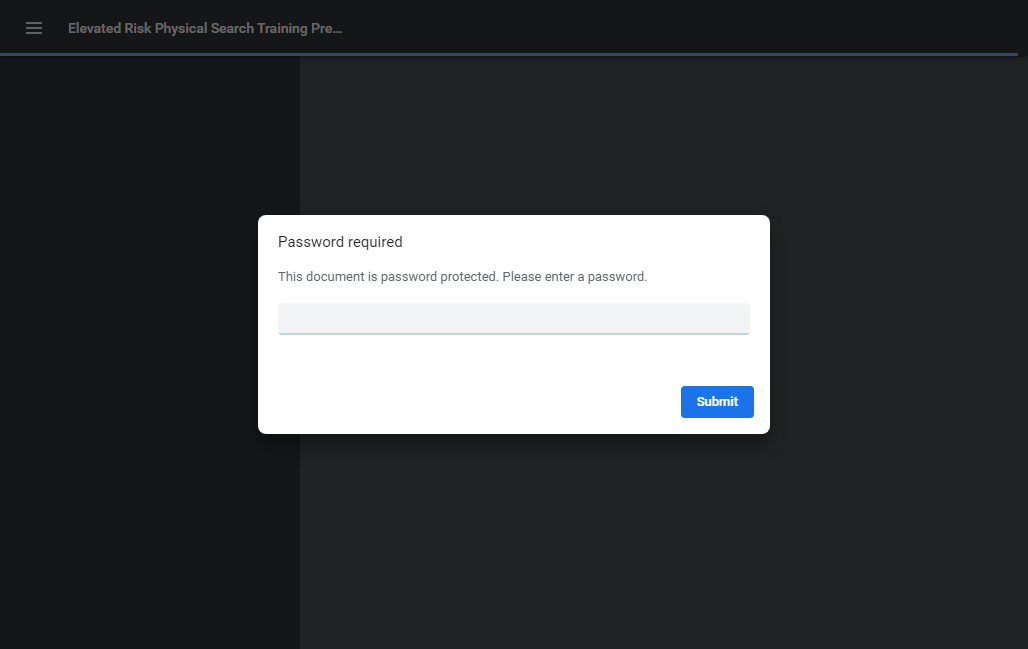 Elevated Risk Physical Search Training Pre...
Password required
This document is password protected. Please enter a password.
Submit